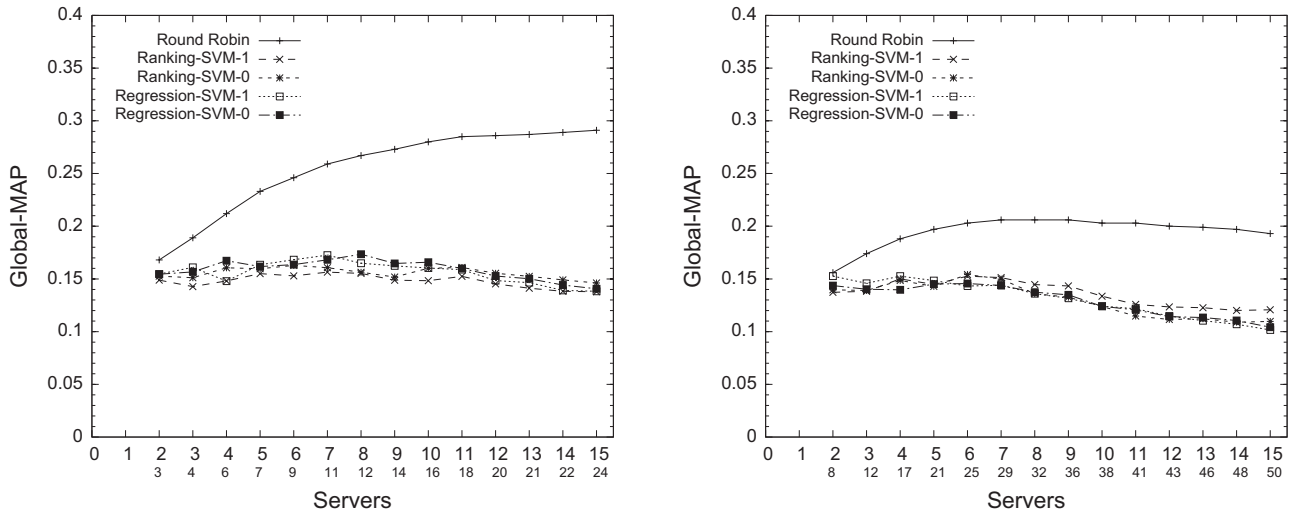 0.4
0.35
0.3
0.25
0.2
0.15
0.1
0.05
0
Global-MAP
Round Robin
Ranking-SVM-1
Ranking-SVM-0
Regression-SVM-1
Regression-SVM-0
0 1 2 3 4 5 6 7 8 9 10 11 12 13 14 15
3 4 6 7 9 11 12 14 16 18 20 21 22 24
Servers
0.4
0.35
0.3
0.25
0.2
0.15
0.1
0.05
0
Global-MAP
Round Robin
Ranking-SVM-1
Ranking-SVM-0
Regression-SVM-1
Regression-SVM-0
0 1 2 3 4 5 6 7 8 9 10 11 12 13 14 15
8 12 17 21 25 29 32 36 38 41 43 46 48 50
Servers